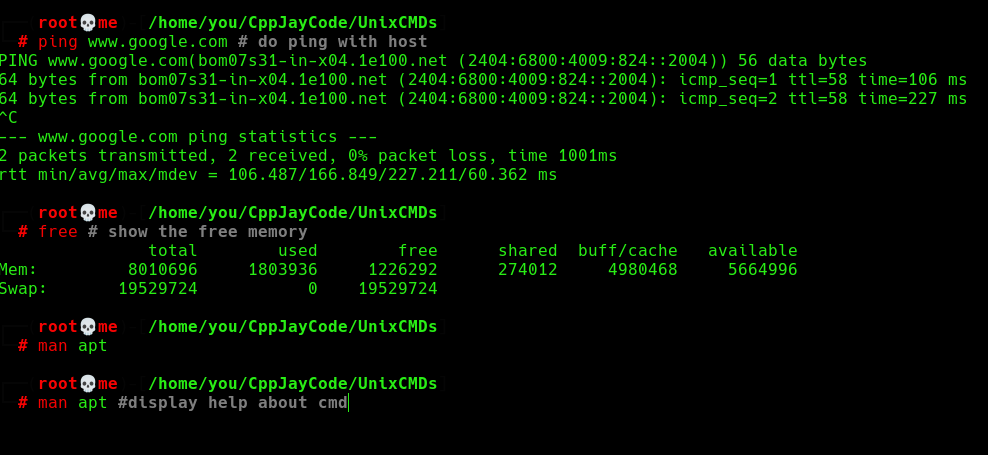 root💀me /home/you/CppJayCode/UnixCMDs
# ping www.google.com # do ping with host
PING www.google.com(bom07s31-in-x04.1e100.net (2404:6800:4009:824::2004)) 56 data bytes
64 bytes from bom07s31-in-x04.1e100.net (2404:6800:4009:824::2004): icmp_seq=1 ttl=58 time=106 ms
64 bytes from bom07s31-in-x04.1e100.net (2404:6800:4009:824::2004): icmp_seq=2 ttl=58 time=227 ms
^C
--- www.google.com ping statistics ---
2 packets transmitted, 2 received, 0% packet loss, time 1001ms
rtt min/avg/max/mdev = 106.487/166.849/227.211/60.362 ms
root💀me /home/you/CppJayCode/UnixCMDs
# free # show the free memory
total used free shared buff/cache available
Mem: 8010696 1803936 1226292 274012 4980468 5664996
Swap: 19529724 0 19529724
root💀me /home/you/CppJayCode/UnixCMDs
# man apt
root💀me /home/you/CppJayCode/UnixCMDs
# man apt #display help about cmd